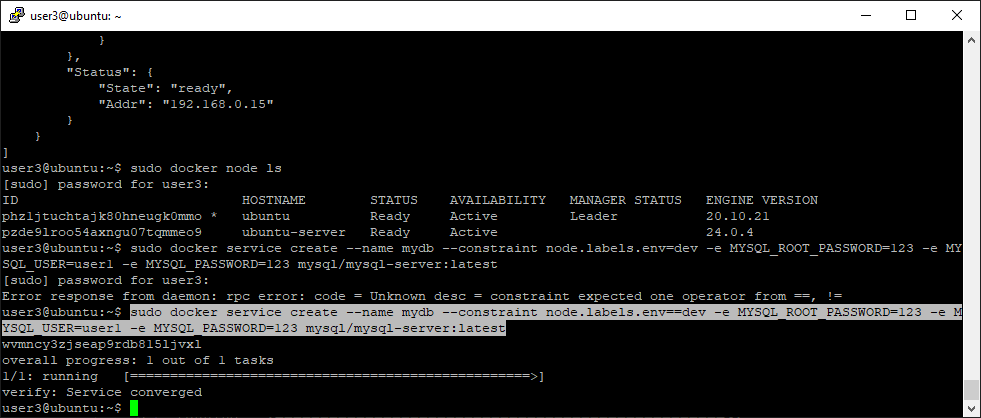 user3@ubuntu: ~
}
},
"Status": {
"State": "ready",
"Addr": "192.168.0.15"
}
}
]
user3@ubuntu:~$ sudo docker node ls
[sudo] password for user3:
ID HOSTNAME STATUS AVAILABILITY MANAGER STATUS ENGINE VERSION
phzljtuchtajk80hneugk0mmo * ubuntu Ready Active Leader 20.10.21
pzde9lroo54axngu07tqmmeo9 ubuntu-server Ready Active 24.0.4
user3@ubuntu:~$ sudo docker service create --name mydb --constraint node.labels.env=dev -e MYSQL_ROOT_PASSWORD=123 -e MY
SQL_USER=user1 -e MYSQL_PASSWORD=123 mysql/mysql-server:latest
[sudo] password for user3:
Error response from daemon: rpc error: code = Unknown desc = constraint expected one operator from ==, !=
user3@ubuntu:~$ sudo docker service create --name mydb --constraint node.labels.env==dev -e MYSQL_ROOT_PASSWORD=123 -e M
YSQL_USER=user1 -e MYSQL_PASSWORD=123 mysql/mysql-server:latest
wvmncy3zjseap9rdb815ljvxl
overall progress: 1 out of 1 tasks
1/1: running [==================================================>]
verify: Service converged
user3@ubuntu:~$